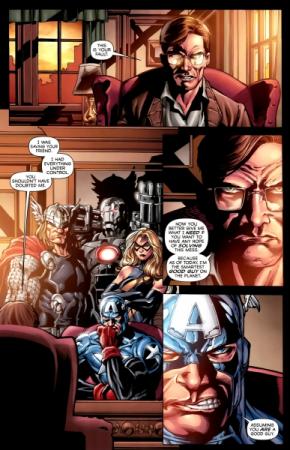 THIS
IS YOUR
FAULT.
I WAS
SAVING YOUR
FRIEND.
I HAD
EVERYTHING
UNDER
CONTROL.
YOU
SHOULDN'T HAVE
DOUBTED ME.
NOW YOU
BETTER GIVE ME
WHAT I NEED IF
YOU WANT TO
HAVE ANY HOPE
OF SOLVING
THIS MESS.
BECAUSE
AS OF TODAY, I'M
THE SMARTEST
GOOD GUY ON
THE PLANET.
A
ASSUMING
YOU ARE A
GOOD GUY.